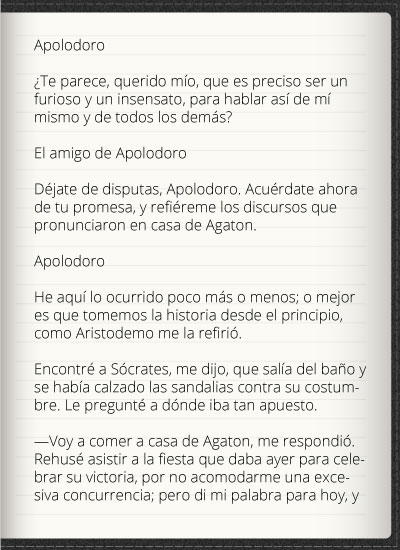 Apolodoro
¿Te parece, querido mío, que es preciso ser un
furioso y un insensato, para hablar así de mí
mismo y de todos los demás?
El amigo de Apolodoro
Déjate de disputas, Apolodoro. Acuérdate ahora
de tu promesa, y refiéreme los discursos que
pronunciaron en casa de Agaton.
Apolodoro
He aquí lo ocurrido poco más o menos; o mejor
es que tomemos la historia desde el principio,
como Aristodemo me la refirió.
Encontré a Sócrates, me dijo, que salía del baño y
se había calzado las sandalias contra su costum-
bre. Le pregunté a dónde iba tan apuesto.
—Voy a comer a casa de Agaton, me respondió.
Rehusé asistir a la fiesta que daba ayer para cele-
brar su victoria, por no acomodarme una exce-
siva concurrencia; pero di mi palabra para hoy, y